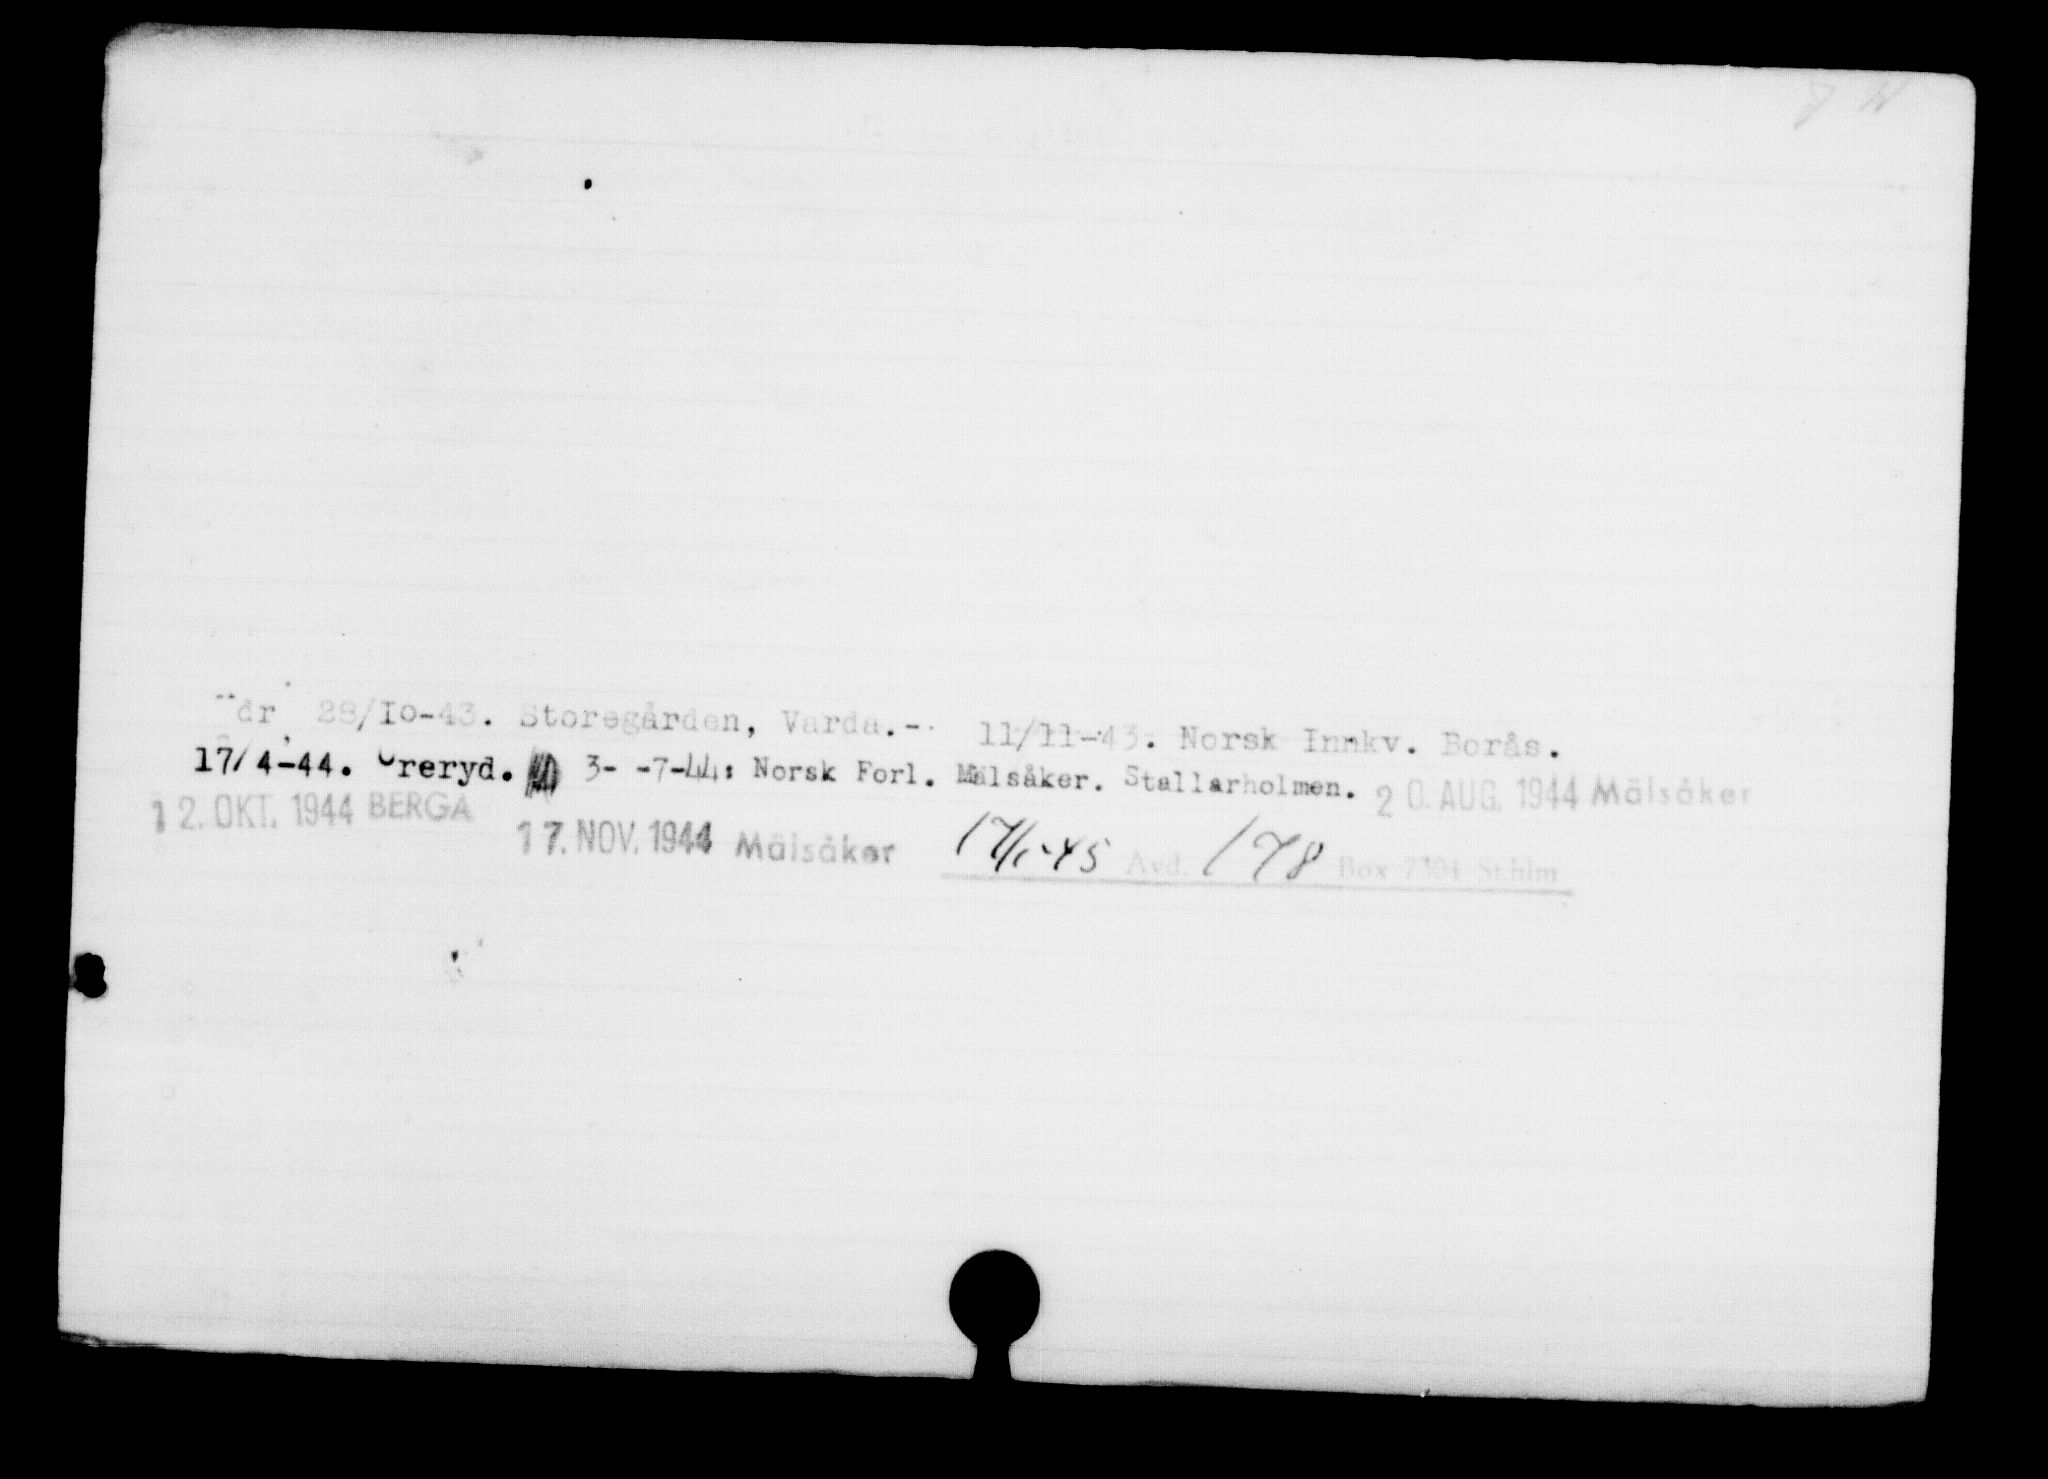 dr 28/Io-43. Storegården, Varda.- 11/11-43. Norsk Innkv. Borås.
17/4-44. Oreryd. 3- -7-44: Norsk Forl. Mälsåker. Stallarholmen. 20. AUG. 1944 Mälsåker
12. OKT. 1944 BERGA 17. NOV. 1944 Mälsåker 17/1-45 Avd. 178 Box 7304 St.hlm